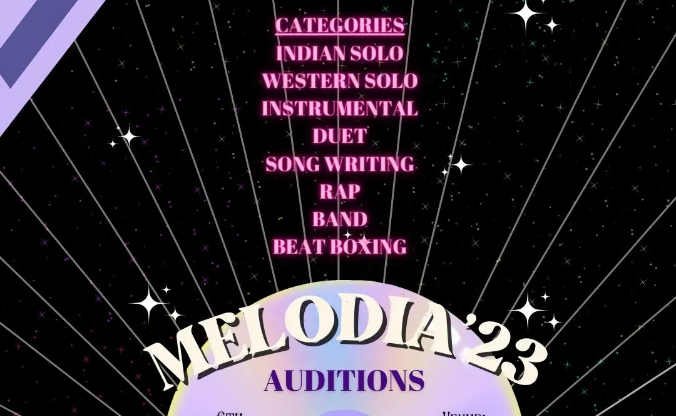 CATEGORIES
INDIAN SOLO
WESTERN SOLO
INSTRUMENTAL
DUET
SONG WRITING
RAP
BAND
BEAT BOXING
MELODIA'23
AUDITIONS